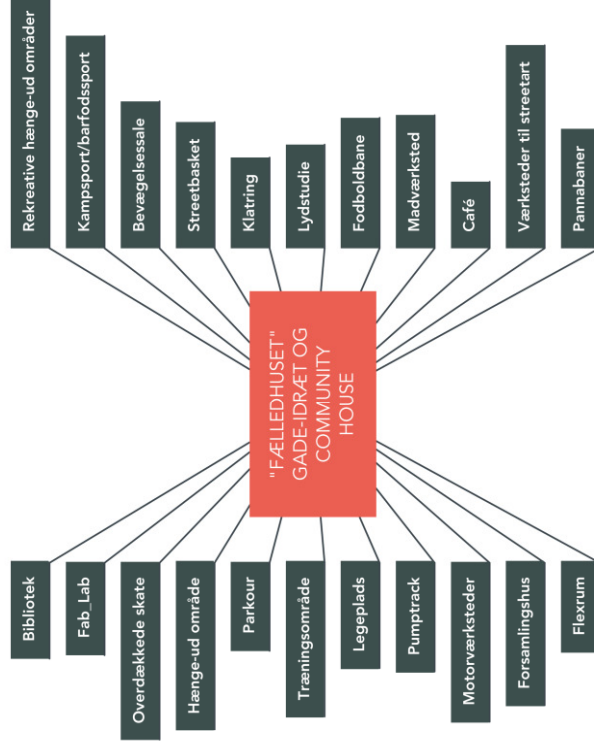 Bibliotek
Fab_Lab
Overdækkede skate
Hænge-ud område
Parkour
Træningsområde
Legeplads
Pumptrack
Motorværksteder
Forsamlingshus
Flexrum
"FÆLLEDHUSET"
GADE-IDRÆT OG
COMMUNITY
HOUSE
Rekreative hænge-ud områder
Kampsport/barfodssport
Bevægelsessale
Streetbasket
Klatring
Lydstudie
Fodboldbane
Madværksted
Café
Værksteder til streetart
Pannabaner